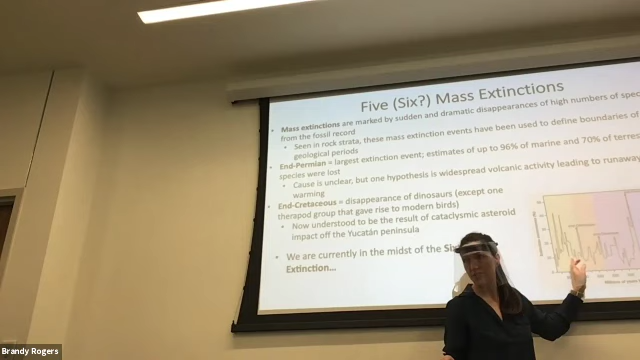 Five (Six?) Mass Extinctions
• Mass extinctions are marked by sudden and dramatic disappearances of high numbers of
from the fossil record
• Seen in rock strata, these mass extinction events have been used to define boundaries of
geological periods
• End-Permian = largest extinction event; estimates of up to 96% of marine and 70% of
species were lost
• Cause is unclear, but one hypothesis is widespread volcanic activity leading to
warming
• End-Cretaceous = disappearance of dinosaurs (except one
therapod group that gave rise to modern birds)
• Now understood to be the result of cataclysmic asteroid
impact off the Yucatán peninsula
• We are currently in the midst of the
Extinction...
Brandy Rogers